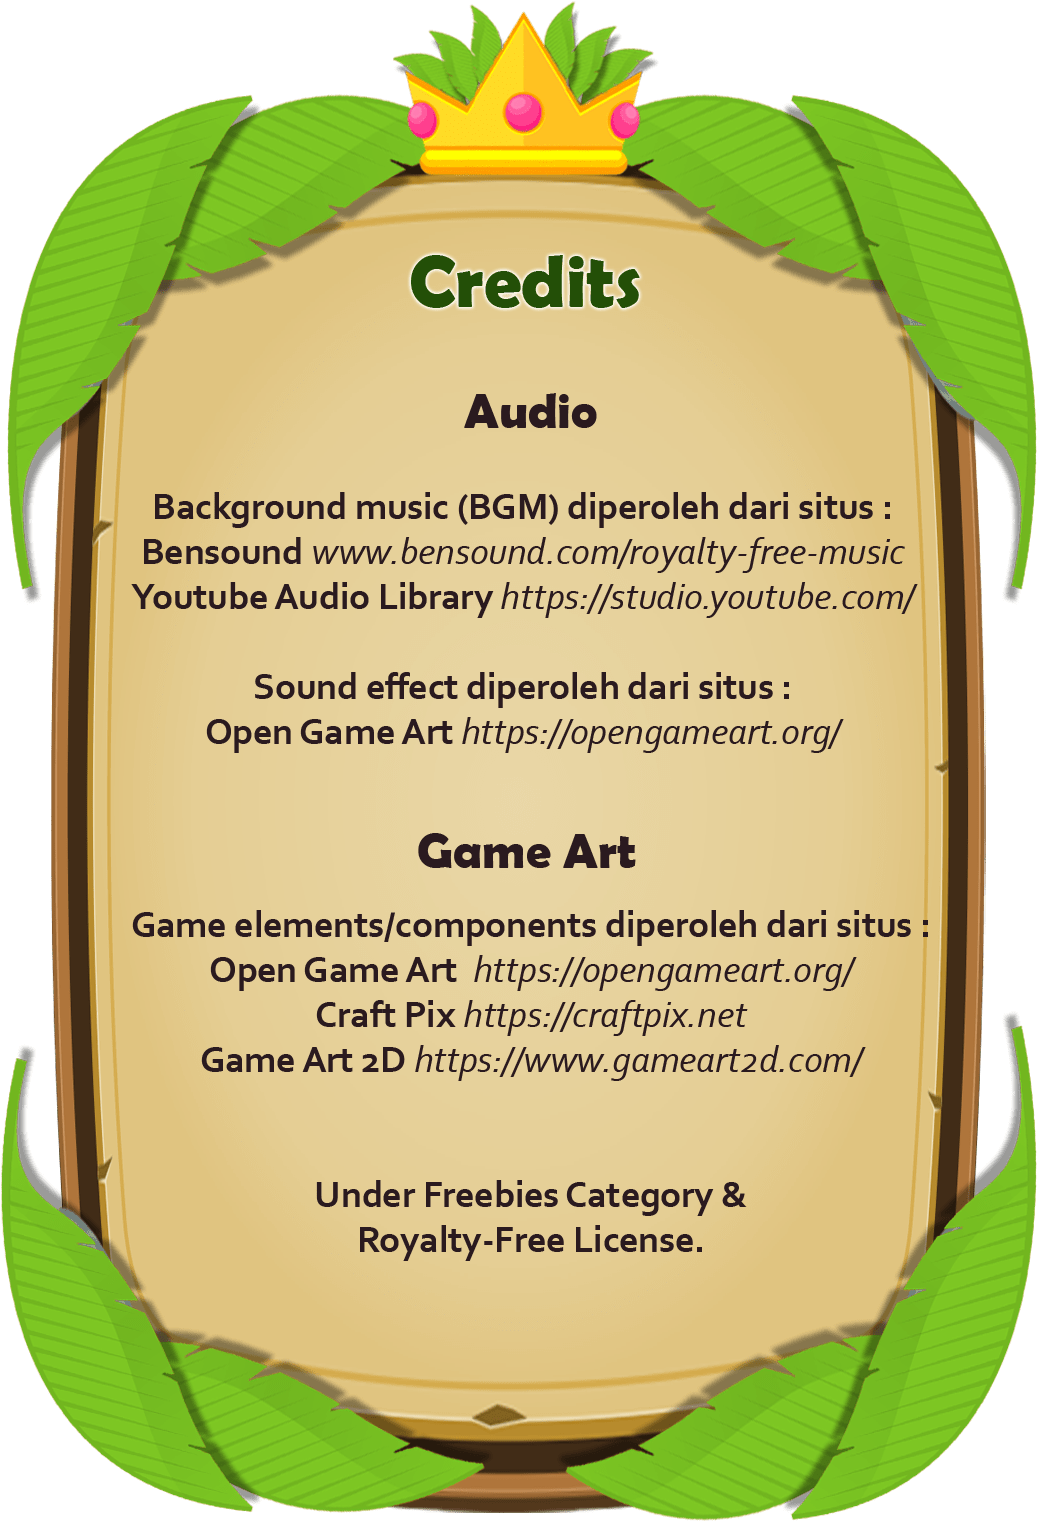 Credits
Audio
Background music (BGM) diperoleh dari situs :
Bensound www.bensound.com/royalty-free-music
Youtube Audio Library https://studio.youtube.com/
Sound effect diperoleh dari situs :
Open Game Art https://opengameart.org/
Game Art
Game elements/components diperoleh dari situs :
Open Game Art https://opengameart.org/
Craft Pix https://craftpix.net
Game Art 2D https://www.gameart2d.com/
Under Freebies Category &
Royalty-Free License.